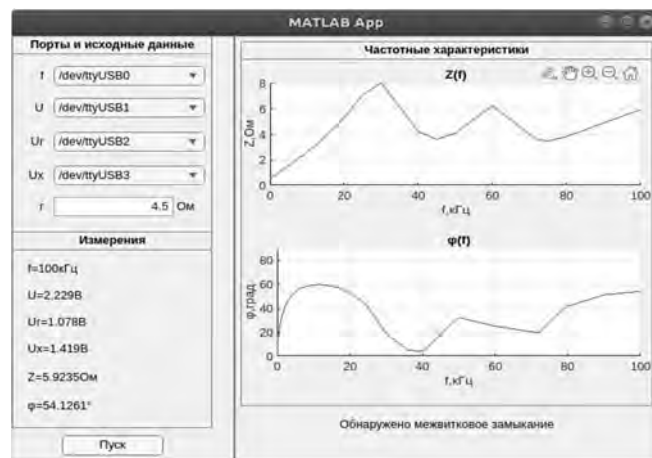 MATLAB App
Порты и исходные данные
f /dev/ttyUSB0
U /dev/ttyUSB1
Ur /dev/ttyUSB2
Ux /dev/ttyUSB3
r 4.5 Ом
Измерения
f=100кГц
U=2.229В
Ur=1.078В
Ux=1.419В
Z=5.9235Ом
φ=54.1261°
Пуск
Частотные характеристики
Z(f)
Z,Ом
8
6
4
2
0
0 20 40 60 80 100
f,кГц
φ(f)
φ,град.
80
60
40
20
0
0 20 40 60 80 100
f,кГц
Обнаружено межвитковое замыкание